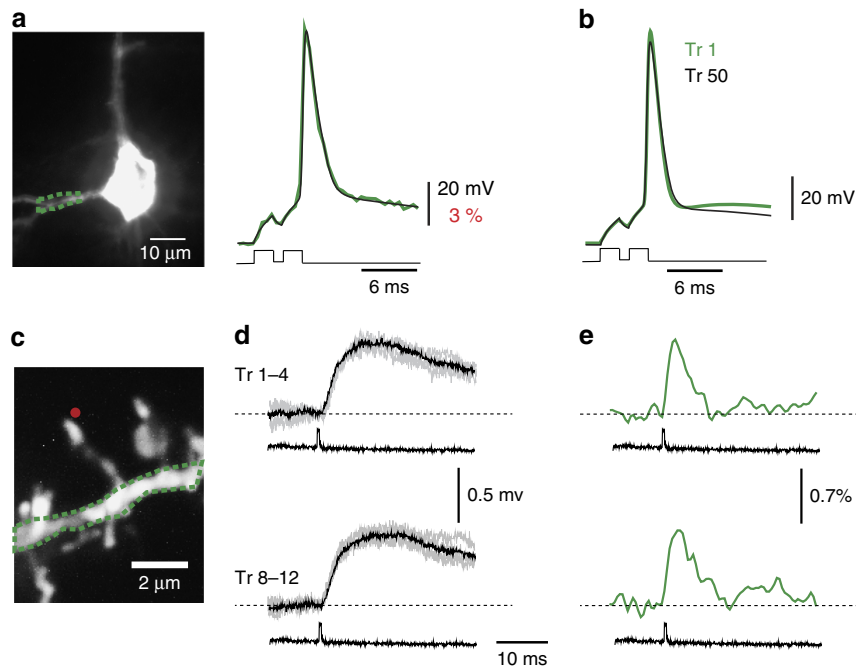 a
10 μm
20 mV
3 %
6 ms
b
Tr 1
Tr 50
20 mV
6 ms
c
2 μm
d
Tr 1–4
0.5 mv
Tr 8–12
10 ms
e
0.7%